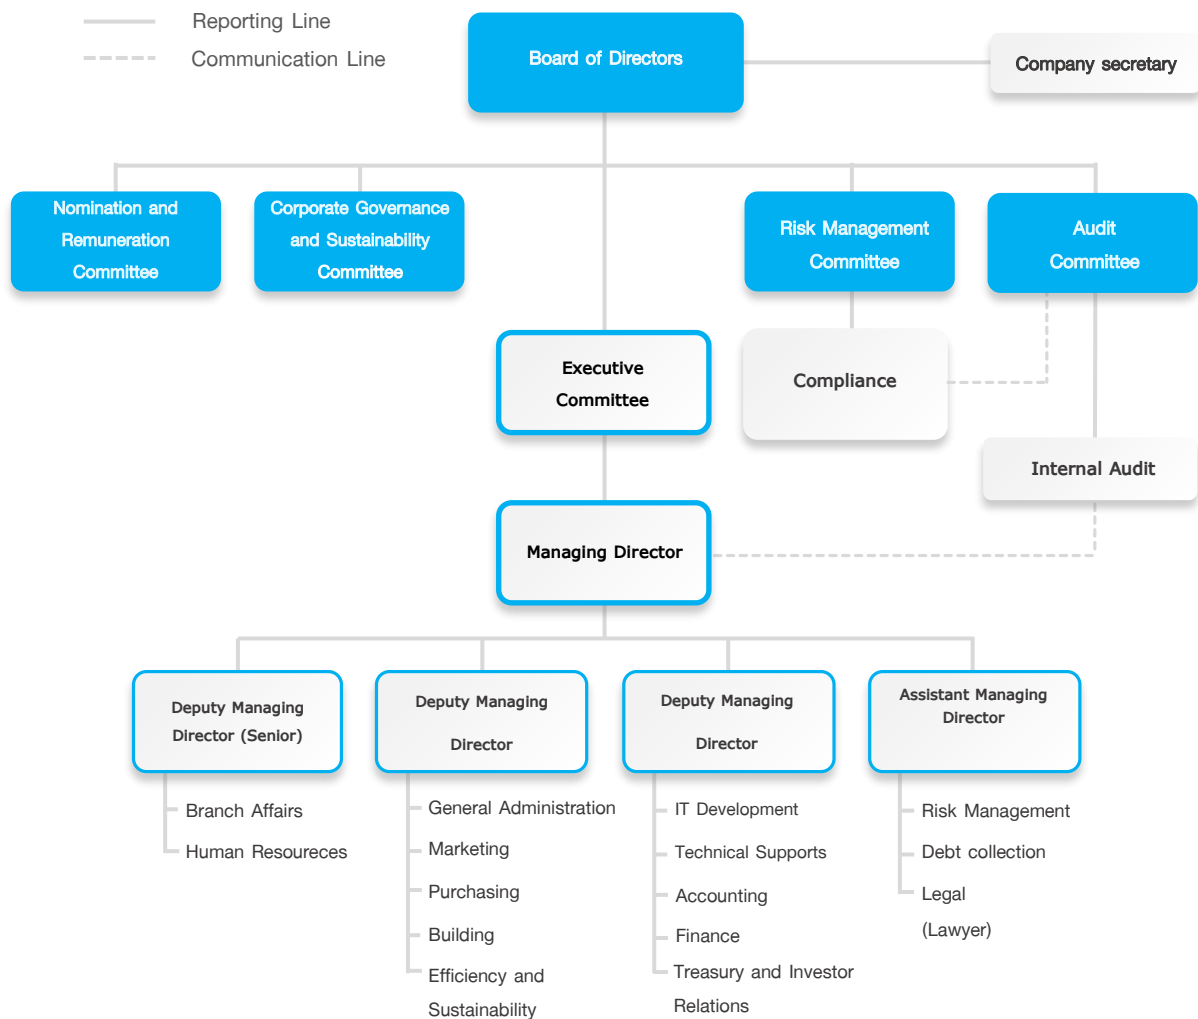 Reporting Line
Communication Line
Board of Directors
Company secretary
Nomination and
Remuneration
Committee
Corporate Governance
and Sustainability
Committee
Risk Management
Committee
Audit
Committee
Executive
Committee
Compliance
Internal Audit
Managing Director
Deputy Managing
Director (Senior)
Deputy Managing
Director
Deputy Managing
Director
Assistant Managing
Director
Branch Affairs
Human Resoureces
General Administration
Marketing
Purchasing
Building
Efficiency and
Sustainability
IT Development
Technical Supports
Accounting
Finance
Treasury and Investor
Relations
Risk Management
Debt collection
Legal
(Lawyer)